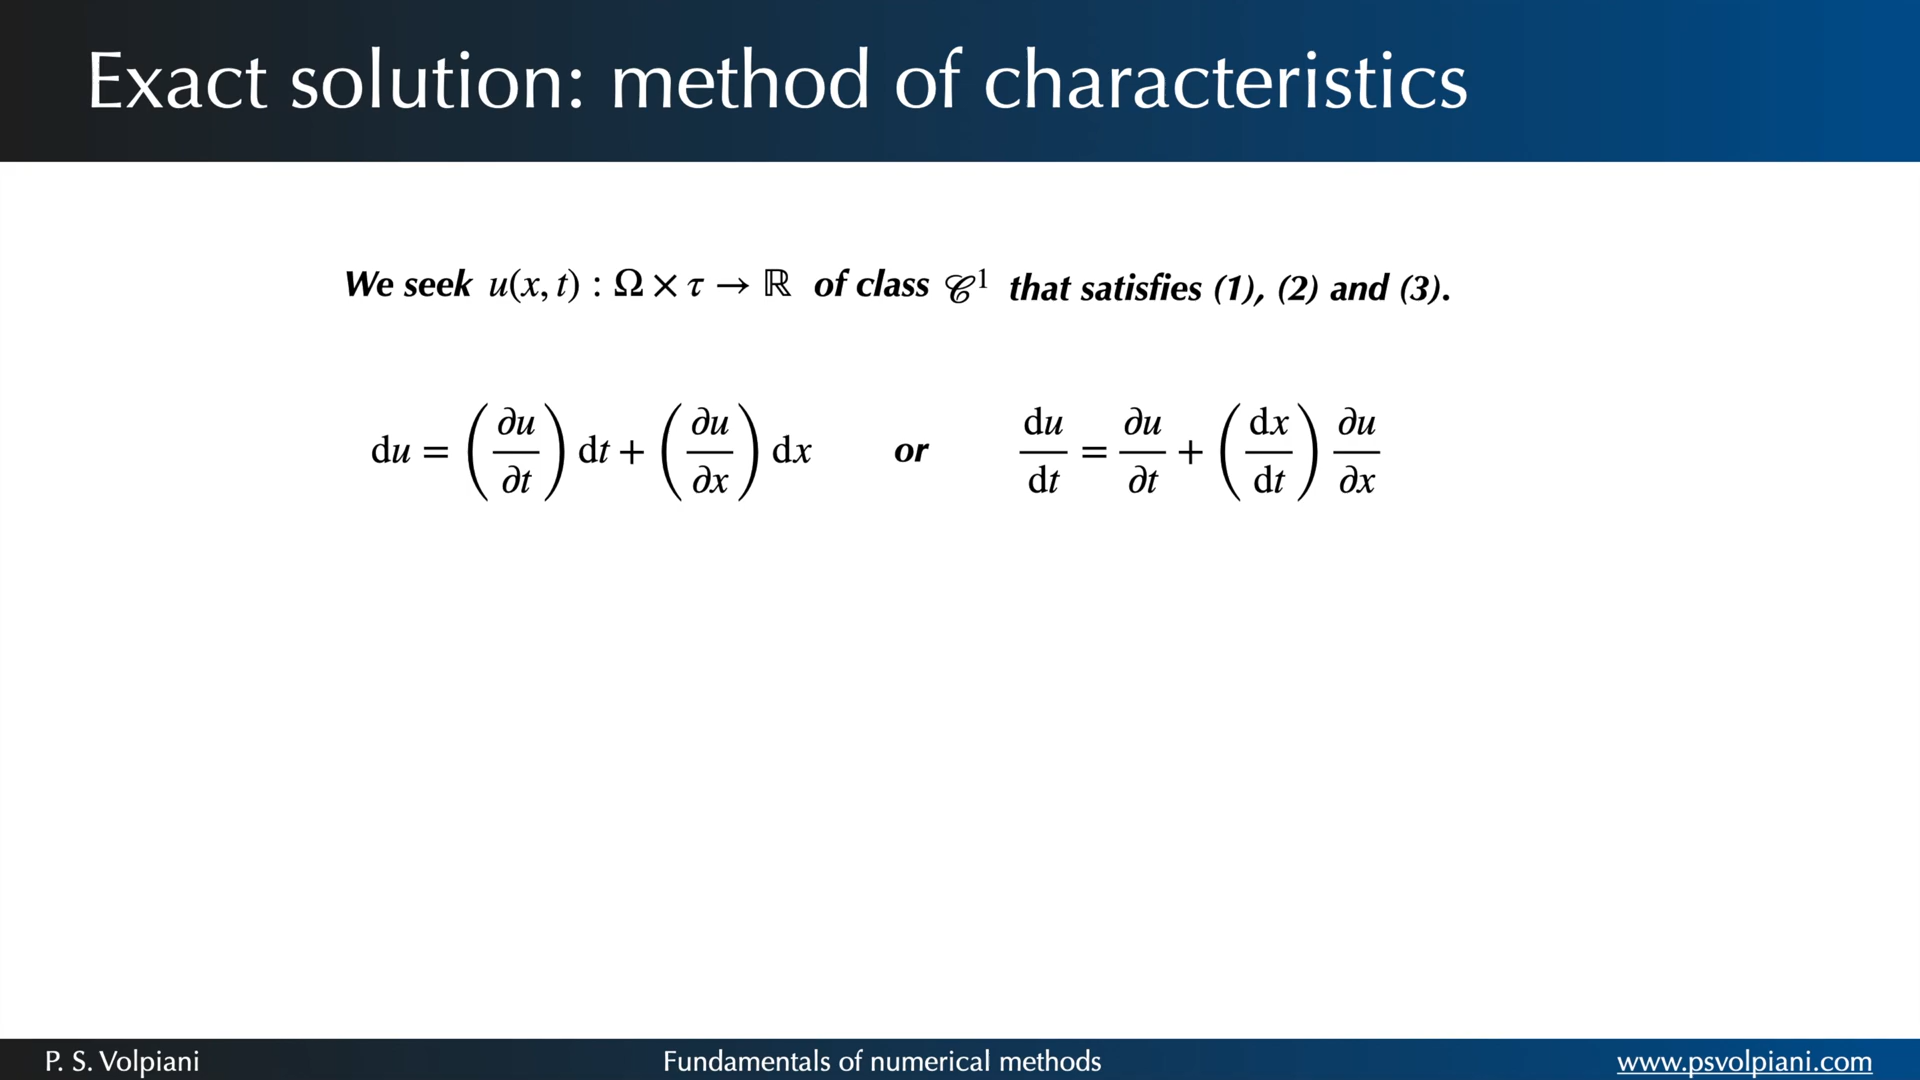 Exact solution: method of characteristics
We seek u(x, t) : Ω × τ → ℝ of class 𝒞¹ that satisfies (1), (2) and (3).
du = (∂u/∂t) dt + (∂u/∂x) dx or du/dt = ∂u/∂t + (dx/dt) ∂u/∂x
P. S. Volpiani Fundamentals of numerical methods www.psvolpiani.com